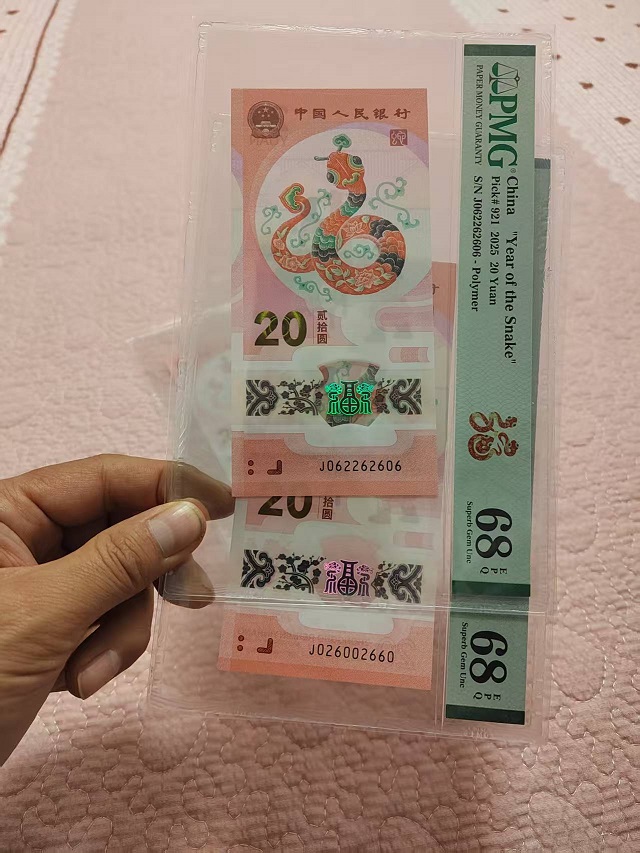 中国人民银行
20
贰拾圆
J062262606
20
拾圆
J026002660
PMG
PAPER MONEY GUARANTY
China "Year of the Snake"
Pick# 921 2025 20 Yuan
S/N J062262606 - Polymer
68 EPQ
Superb Gem Unc
68 EPQ
Superb Gem Unc